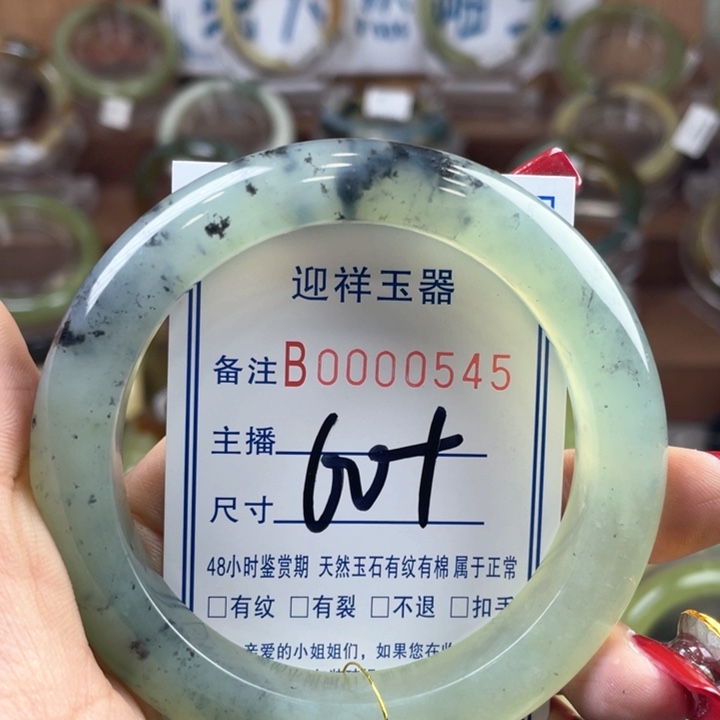 迎祥玉器
备注B0000545
主播
尺寸 60+
48小时鉴赏期 天然玉石有纹有棉 属于正常
□有纹 □有裂 □不退 □扣手
亲爱的小姐姐们，如果您在收